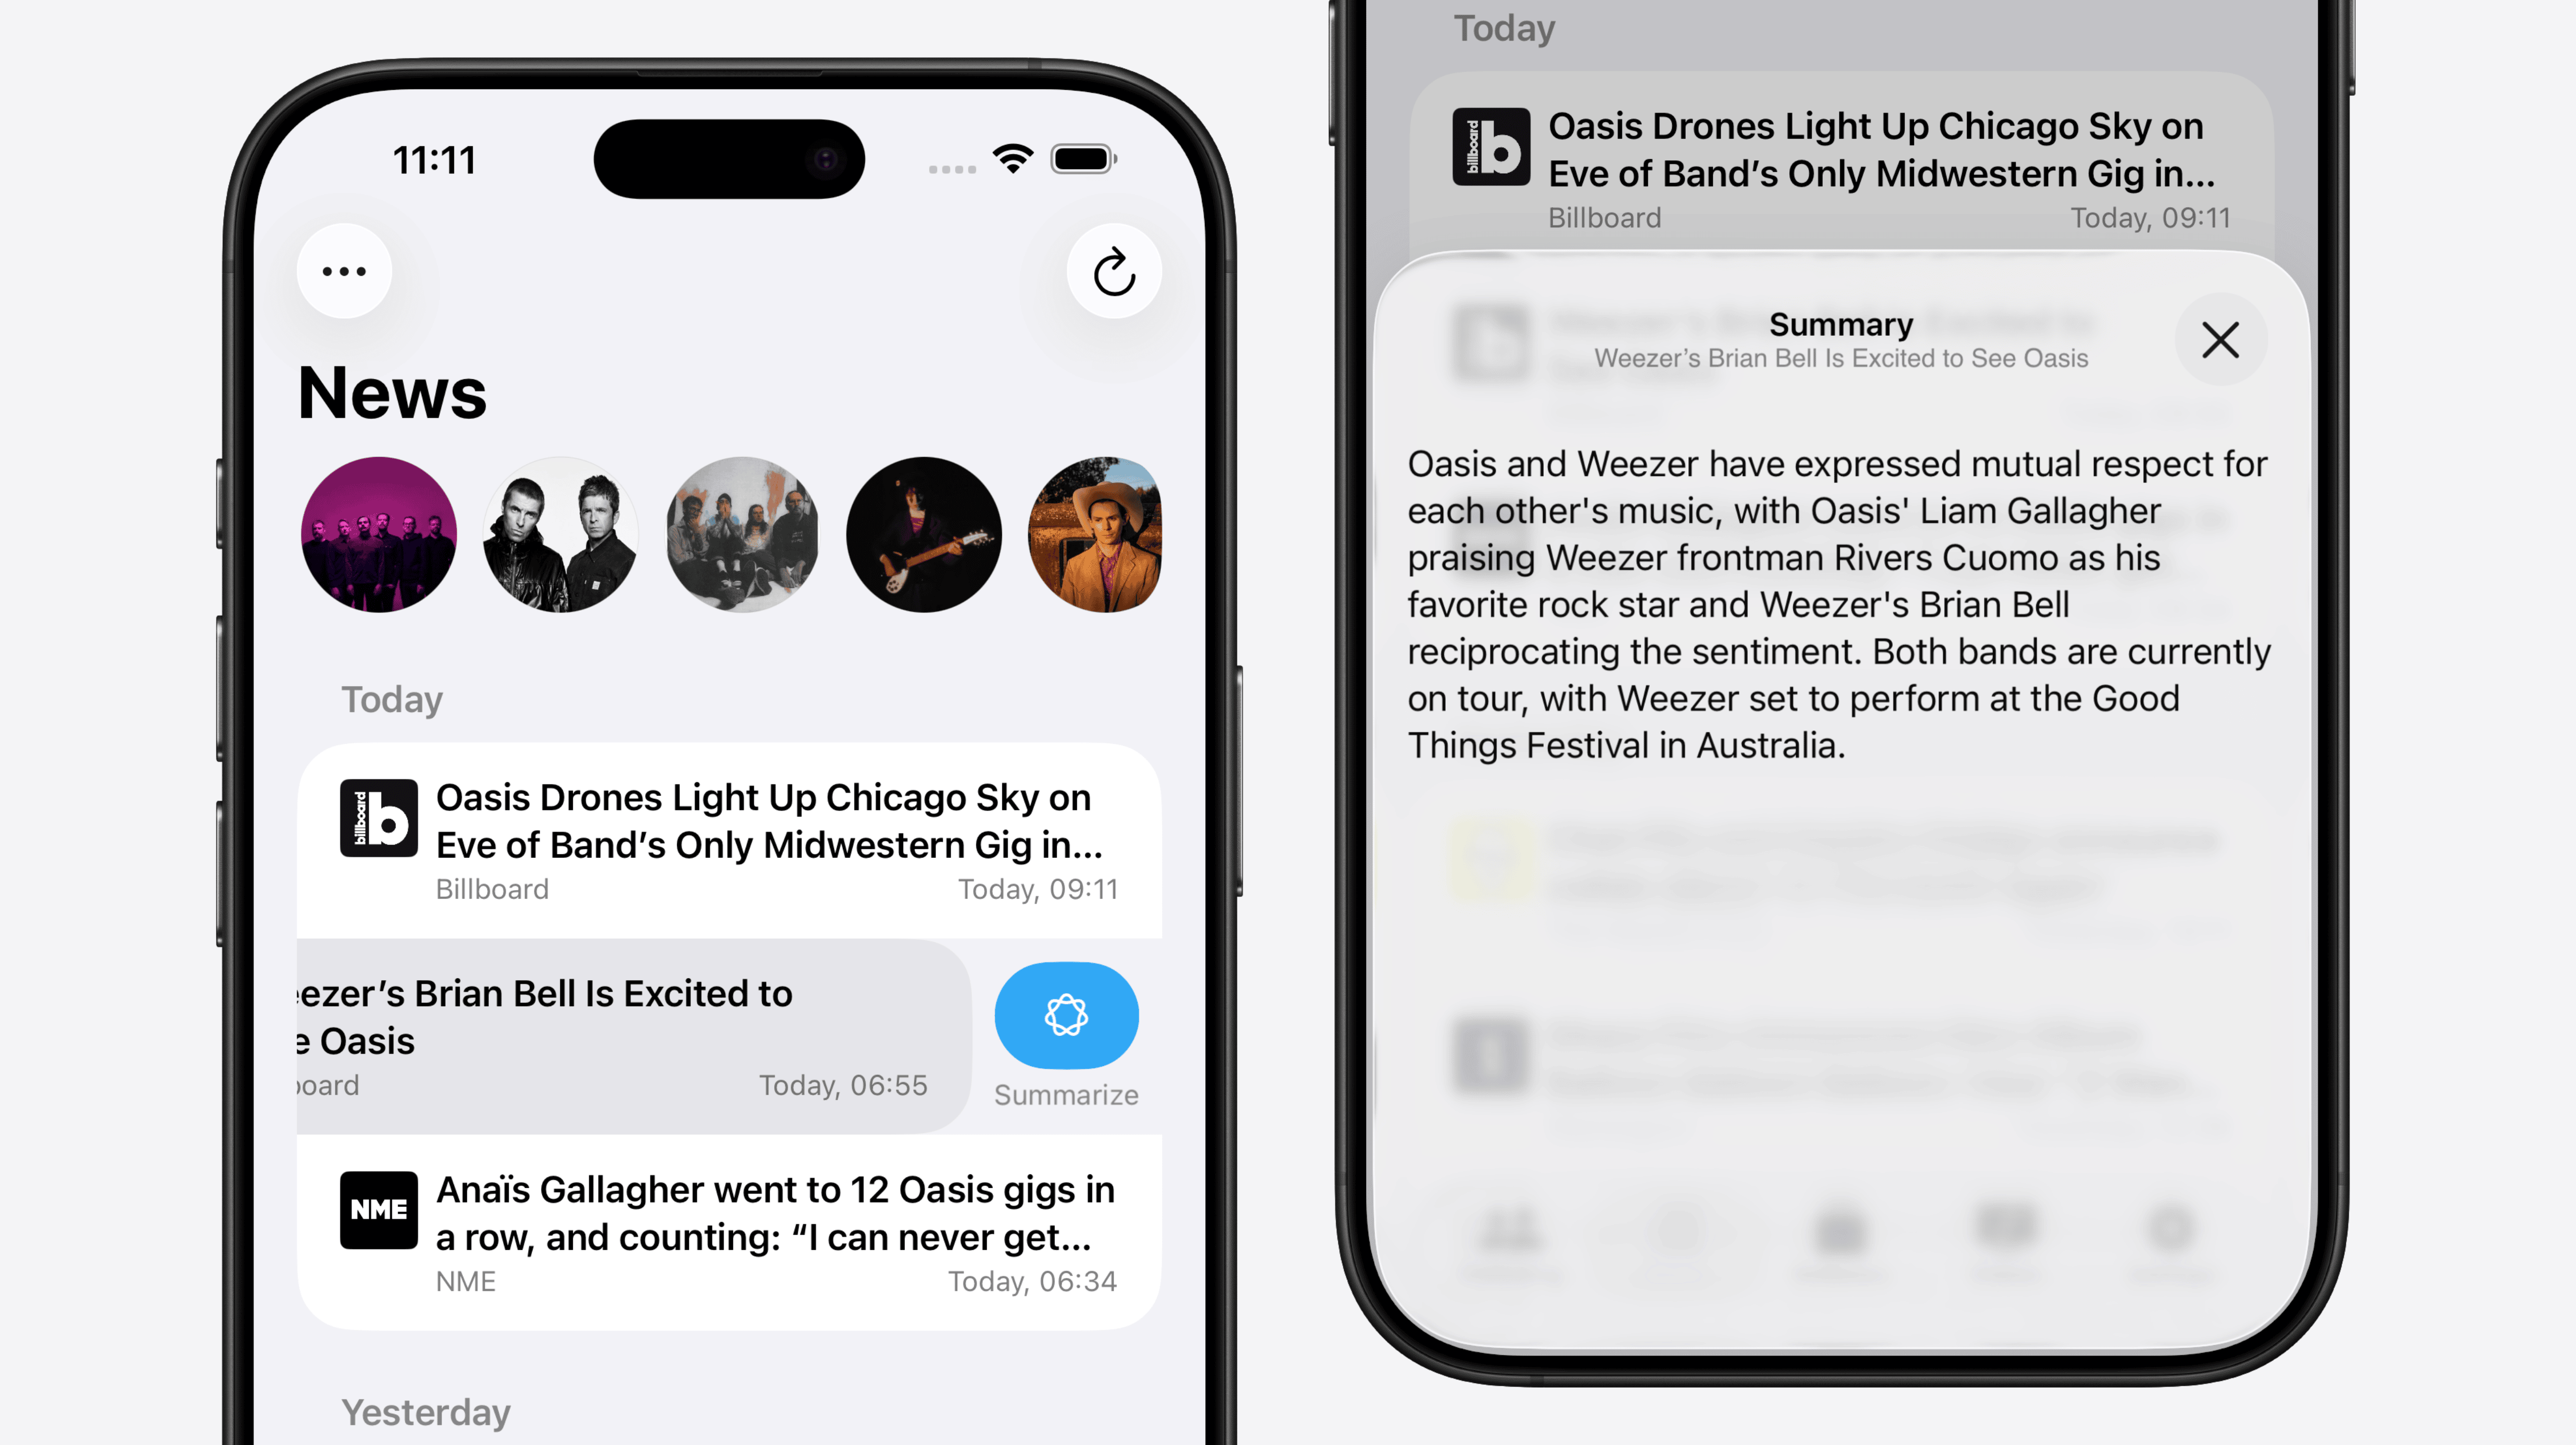 11:11
News
Today
billboard b
Oasis Drones Light Up Chicago Sky on
Eve of Band’s Only Midwestern Gig in...
Billboard
Today, 09:11
ezer’s Brian Bell Is Excited to
e Oasis
oard
Today, 06:55
Summarize
NME
Anaïs Gallagher went to 12 Oasis gigs in
a row, and counting: “I can never get...
NME
Today, 06:34
Yesterday
Today
billboard b
Oasis Drones Light Up Chicago Sky on
Eve of Band’s Only Midwestern Gig in...
Billboard
Today, 09:11
Summary
Weezer’s Brian Bell Is Excited to See Oasis
Oasis and Weezer have expressed mutual respect for
each other's music, with Oasis' Liam Gallagher
praising Weezer frontman Rivers Cuomo as his
favorite rock star and Weezer's Brian Bell
reciprocating the sentiment. Both bands are currently
on tour, with Weezer set to perform at the Good
Things Festival in Australia.